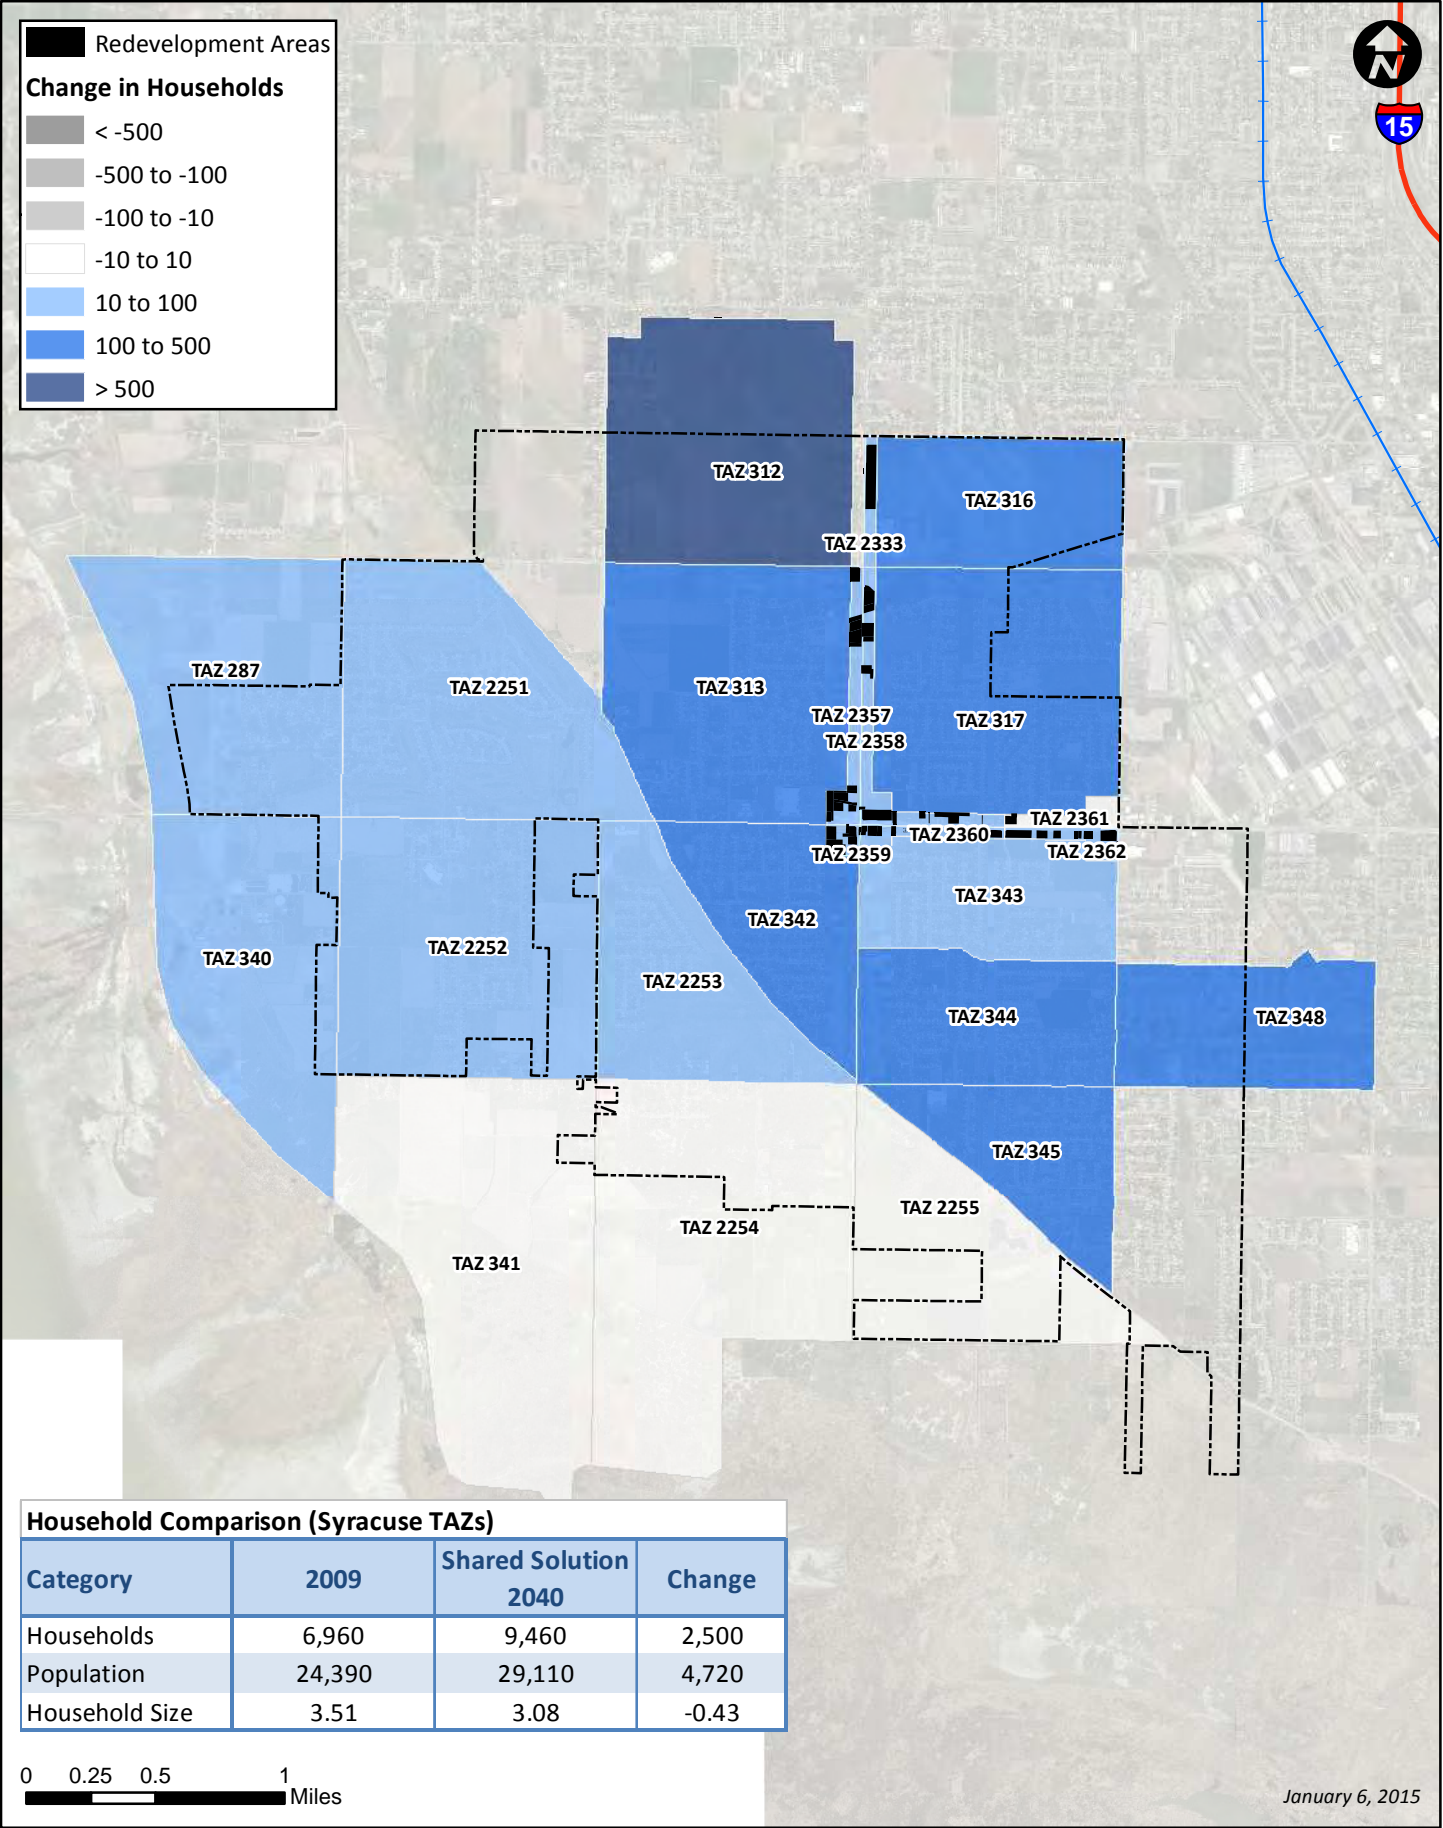 Redevelopment Areas
Change in Households
< -500
-500 to -100
-100 to -10
-10 to 10
10 to 100
100 to 500
> 500
N
15
TAZ 312
TAZ 316
TAZ 2333
TAZ 287
TAZ 2251
TAZ 313
TAZ 2357
TAZ 317
TAZ 2358
TAZ 2361
TAZ 2360
TAZ 2359
TAZ 2362
TAZ 343
TAZ 342
TAZ 2252
TAZ 340
TAZ 2253
TAZ 344
TAZ 348
TAZ 345
TAZ 2255
TAZ 2254
TAZ 341
Household Comparison (Syracuse TAZs)
Category 2009 Shared Solution 2040 Change
Households 6,960 9,460 2,500
Population 24,390 29,110 4,720
Household Size 3.51 3.08 -0.43
0 0.25 0.5 1
Miles
January 6, 2015